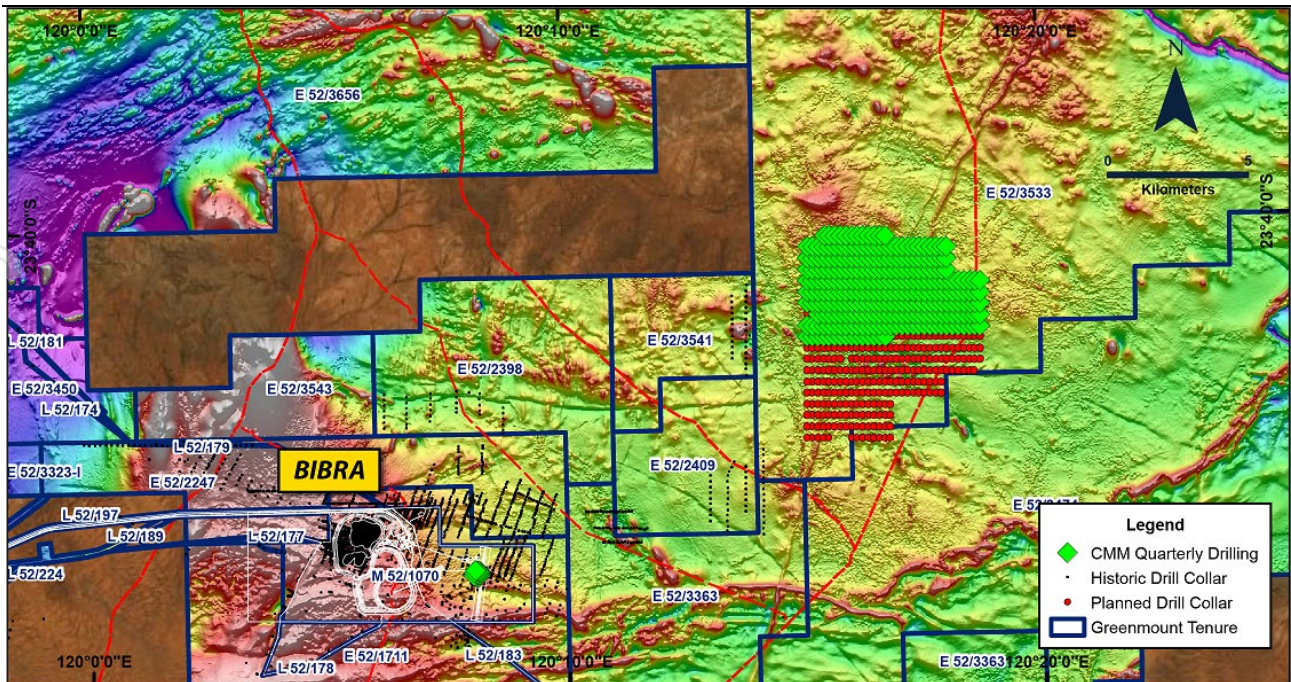 120°0'0"E
120°10'0"E
120°20'0"E
N
E 52/3656
0 5
Kilometers
E 52/3533
23°40'0"S
23°40'0"S
L 52/181
E 52/3541
E 52/2398
E 52/3450
E 52/3543
L 52/174
L 52/179
BIBRA
E 52/2409
E 52/3323-I
E 52/2247
L 52/197
L 52/189
L 52/177
L 52/224
M 52/1070
E 52/3363
Legend
CMM Quarterly Drilling
Historic Drill Collar
Planned Drill Collar
Greenmount Tenure
L 52/178
E 52/1711
L 52/183
E 52/3363
120°0'0"E
120°10'0"E
120°20'0"E